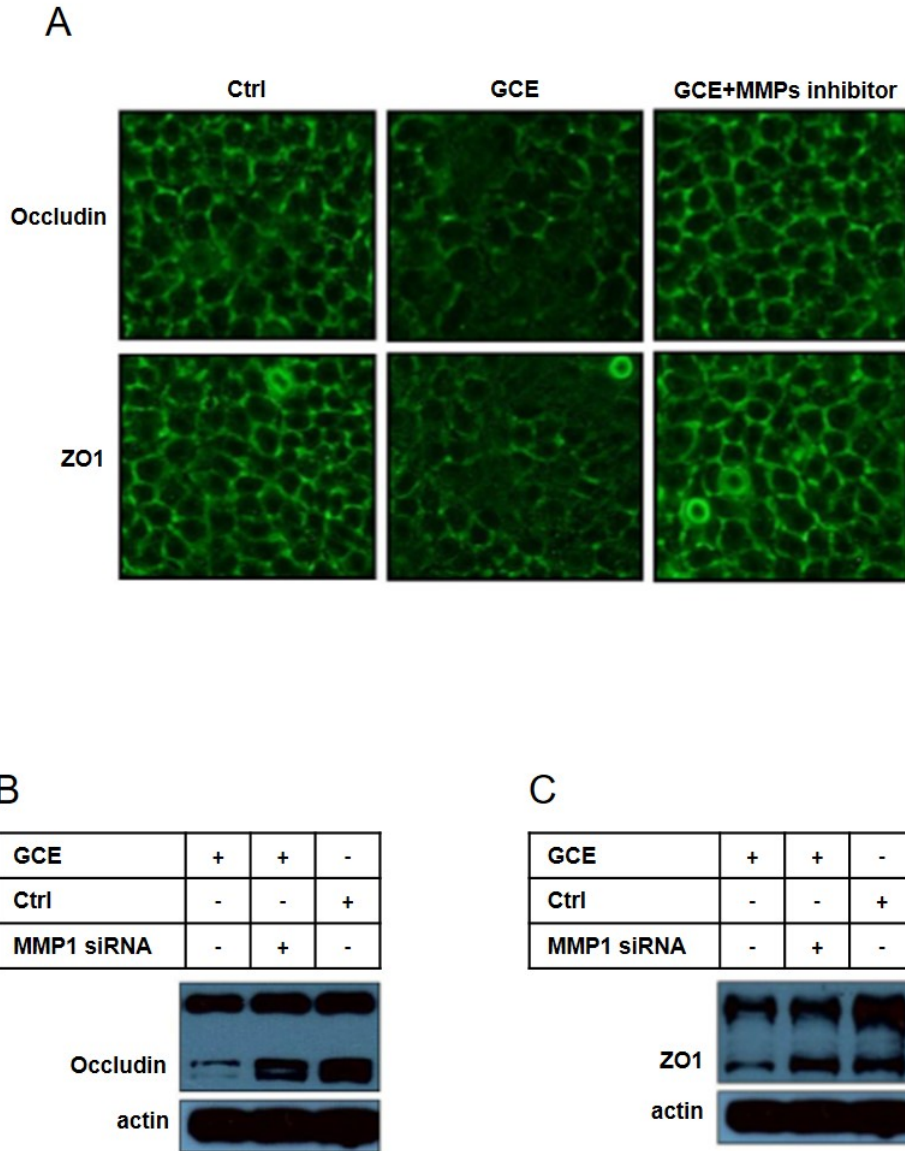 A
Ctrl GCE GCE+MMPs inhibitor
Occludin
ZO1
B
GCE + + -
Ctrl - - +
MMP1 siRNA - + -
Occludin
actin
C
GCE + + -
Ctrl - - +
MMP1 siRNA - + -
ZO1
actin